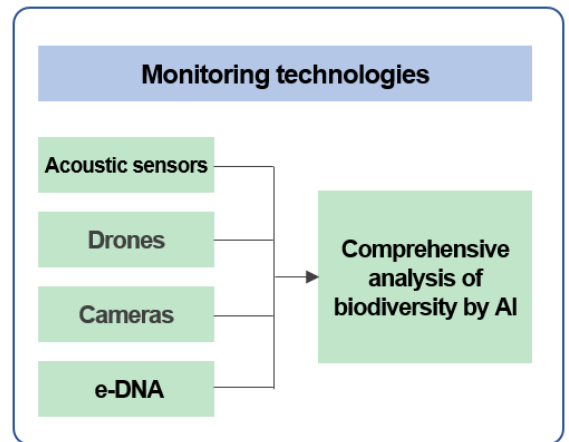 Monitoring technologies
Acoustic sensors
Drones
Cameras
e-DNA
Comprehensive
analysis of
biodiversity by AI